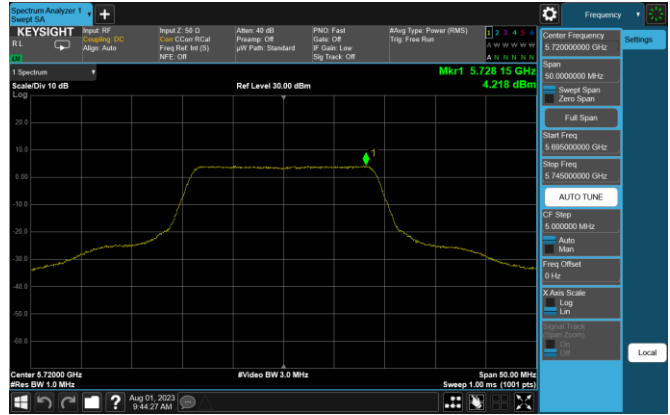 Spectrum Analyzer 1
Swept SA
+
Frequency
KEYSIGHT
RL
Input: RF
Coupling: DC
Align: Auto
Input Z: 50 Ω
Corr CCorr RCal
Freq Ref: Int (S)
NFE: Off
Atten: 40 dB
Preamp: Off
µW Path: Standard
PNO: Fast
Gate: Off
IF Gain: Low
Sig Track: Off
#Avg Type: Power (RMS)
Trig: Free Run
1 2 3 4 5 6
A W W W W W
A N N N N N
1 Spectrum
Scale/Div 10 dB
Log
Ref Level 30.00 dBm
Mkr1 5.728 15 GHz
4.218 dBm
1
20.0
10.0
0.00
-10.0
-20.0
-30.0
-40.0
-50.0
-60.0
Center 5.72000 GHz
#Res BW 1.0 MHz
#Video BW 3.0 MHz
Span 50.00 MHz
Sweep 1.00 ms (1001 pts)
Aug 01, 2023
9:44:27 AM
?
Center Frequency
5.720000000 GHz
Span
50.0000000 MHz
Swept Span
Zero Span
Full Span
Start Freq
5.695000000 GHz
Stop Freq
5.745000000 GHz
AUTO TUNE
CF Step
5.000000 MHz
Auto
Man
Freq Offset
0 Hz
X Axis Scale
Log
Lin
Signal Track
(Span Zoom)
On
Off
Settings
Local